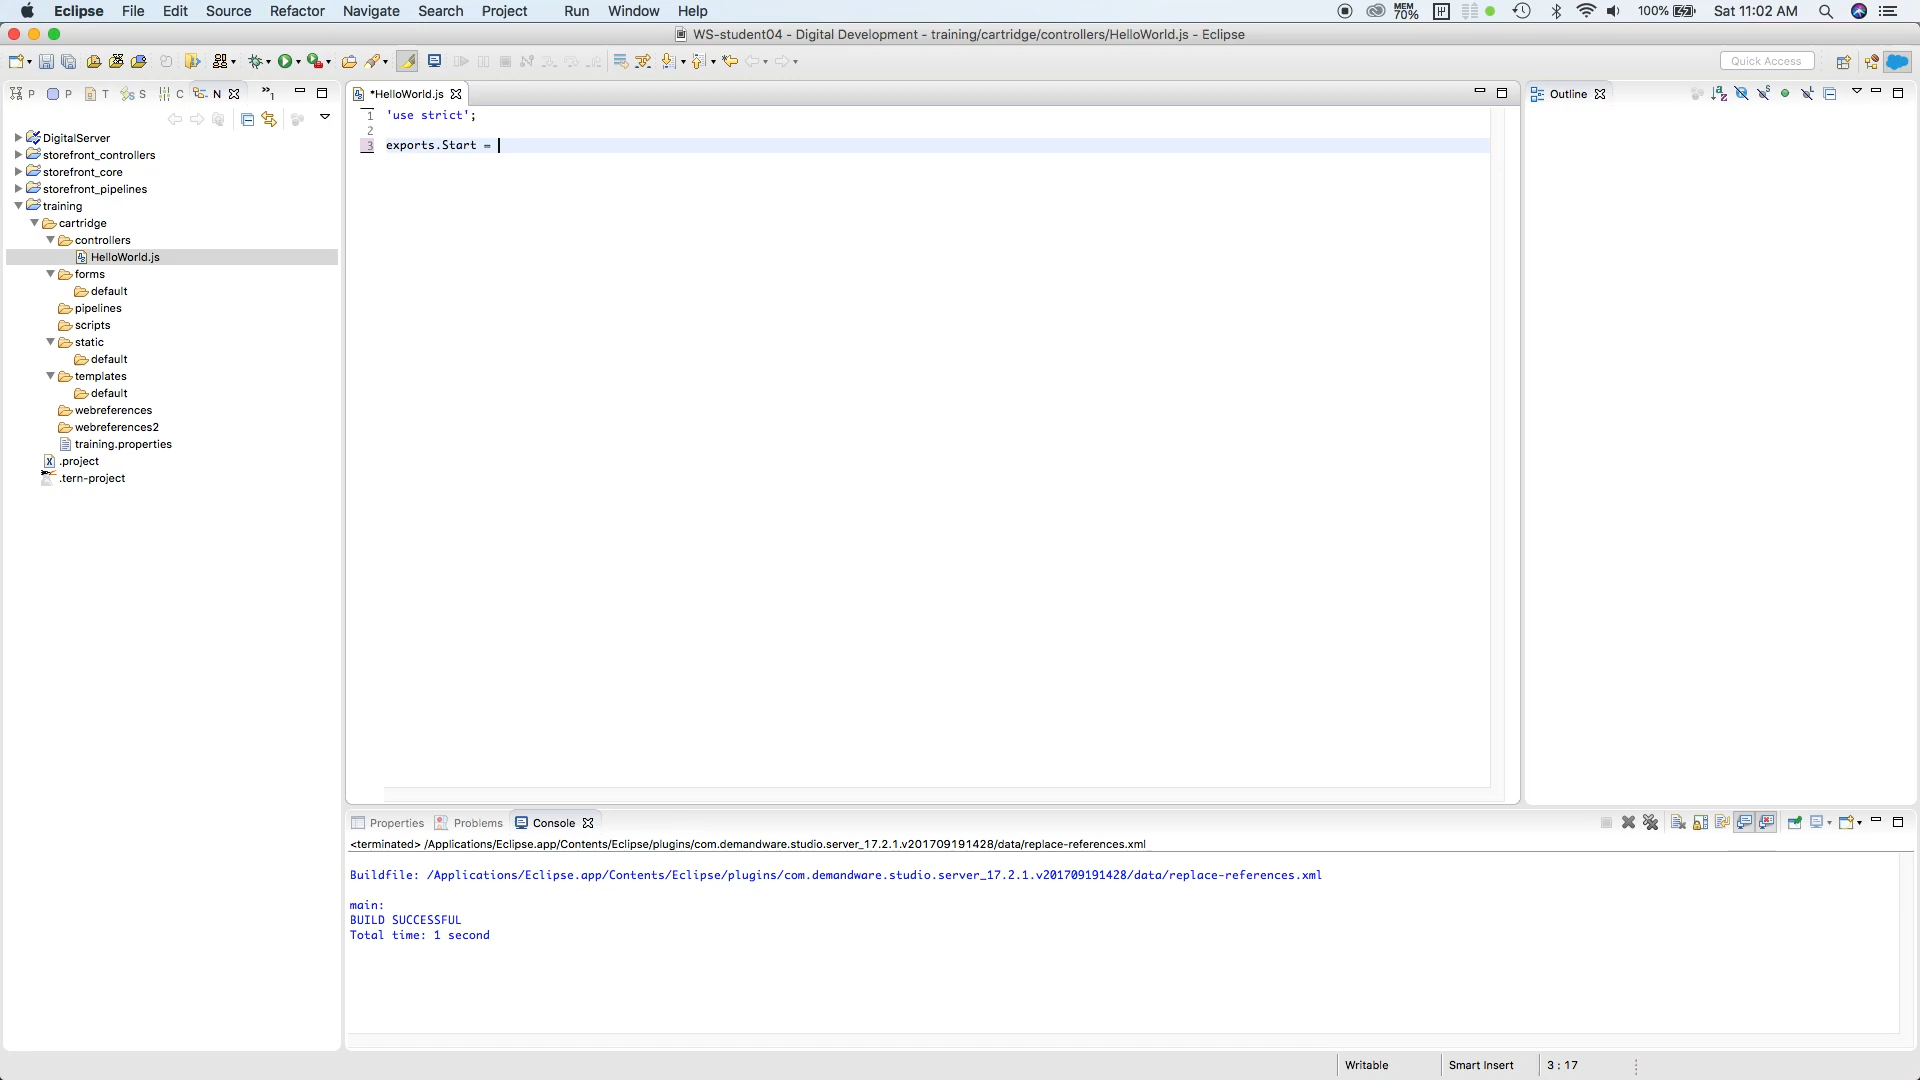 Eclipse File Edit Source Refactor Navigate Search Project Run Window Help
MEM 70% 100% Sat 11:02 AM
WS-student04 - Digital Development - training/cartridge/controllers/HelloWorld.js - Eclipse
Quick Access
P P T S C N »1
*HelloWorld.js
Outline
DigitalServer
storefront_controllers
storefront_core
storefront_pipelines
training
cartridge
controllers
HelloWorld.js
forms
default
pipelines
scripts
static
default
templates
default
webreferences
webreferences2
training.properties
.project
.tern-project
1 'use strict';
2
3 exports.Start =
Properties Problems Console
<terminated> /Applications/Eclipse.app/Contents/Eclipse/plugins/com.demandware.studio.server_17.2.1.v201709191428/data/replace-references.xml
Buildfile: /Applications/Eclipse.app/Contents/Eclipse/plugins/com.demandware.studio.server_17.2.1.v201709191428/data/replace-references.xml
main:
BUILD SUCCESSFUL
Total time: 1 second
Writable Smart Insert 3 : 17